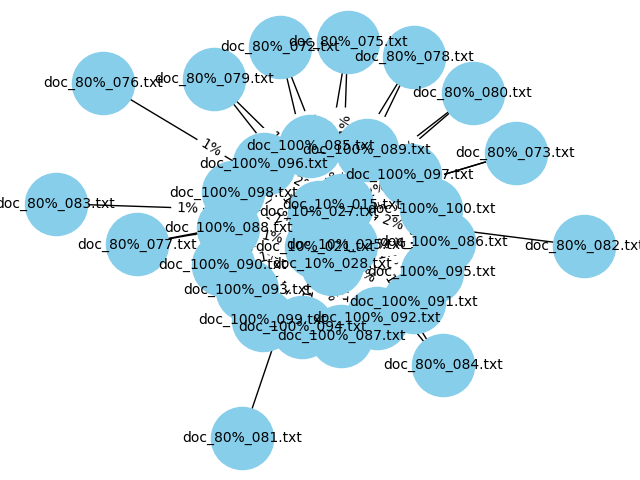 doc_80%_072.txt
doc_80%_075.txt
doc_80%_078.txt
doc_80%_076.txt
doc_80%_079.txt
doc_80%_080.txt
doc_100%_085.txt
doc_100%_089.txt
doc_80%_073.txt
1%
doc_100%_096.txt
doc_100%_097.txt
doc_100%_098.txt
doc_80%_083.txt
1%
doc_10%_015.txt
doc_100%_100.txt
doc_10%_027.txt
2%
doc_100%_088.txt
1%
doc_80%_077.txt
doc_10%_021.txt
doc_10%_025.txt
doc_100%_086.txt
doc_80%_082.txt
doc_100%_090.txt
doc_10%_028.txt
doc_100%_095.txt
doc_100%_093.txt
doc_100%_091.txt
doc_100%_099.txt
doc_100%_094.txt
doc_100%_092.txt
doc_100%_087.txt
doc_80%_084.txt
doc_80%_081.txt